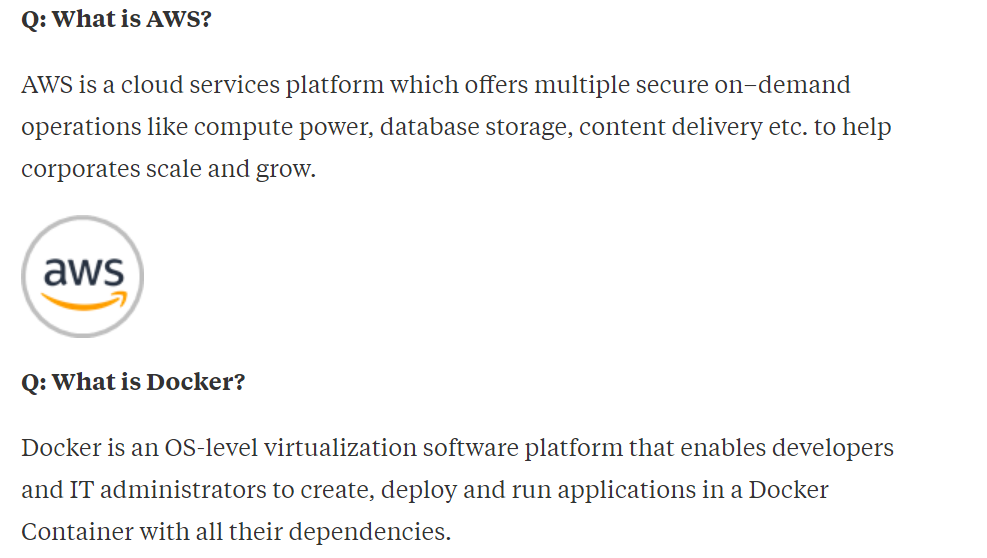 Q: What is AWS?
AWS is a cloud services platform which offers multiple secure on–demand
operations like compute power, database storage, content delivery etc. to help
corporates scale and grow.
aws
Q: What is Docker?
Docker is an OS-level virtualization software platform that enables developers
and IT administrators to create, deploy and run applications in a Docker
Container with all their dependencies.